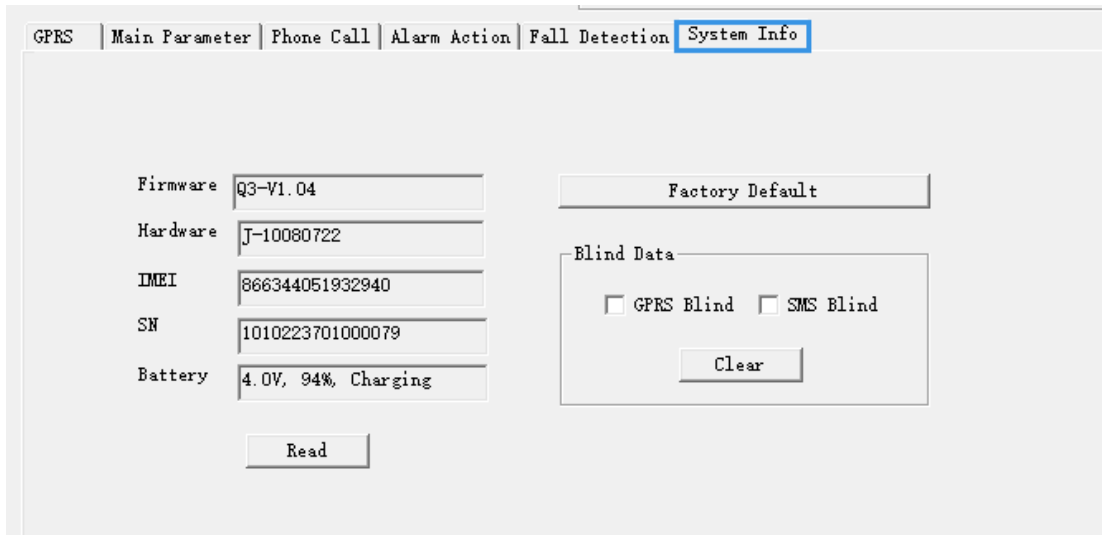 GPRS Main Parameter Phone Call Alarm Action Fall Detection System Info
Firmware Q3-V1.04
Hardware J-10080722
IMEI 866344051932940
SN 1010223701000079
Battery 4.0V, 94%, Charging
Read
Factory Default
Blind Data
GPRS Blind SMS Blind
Clear